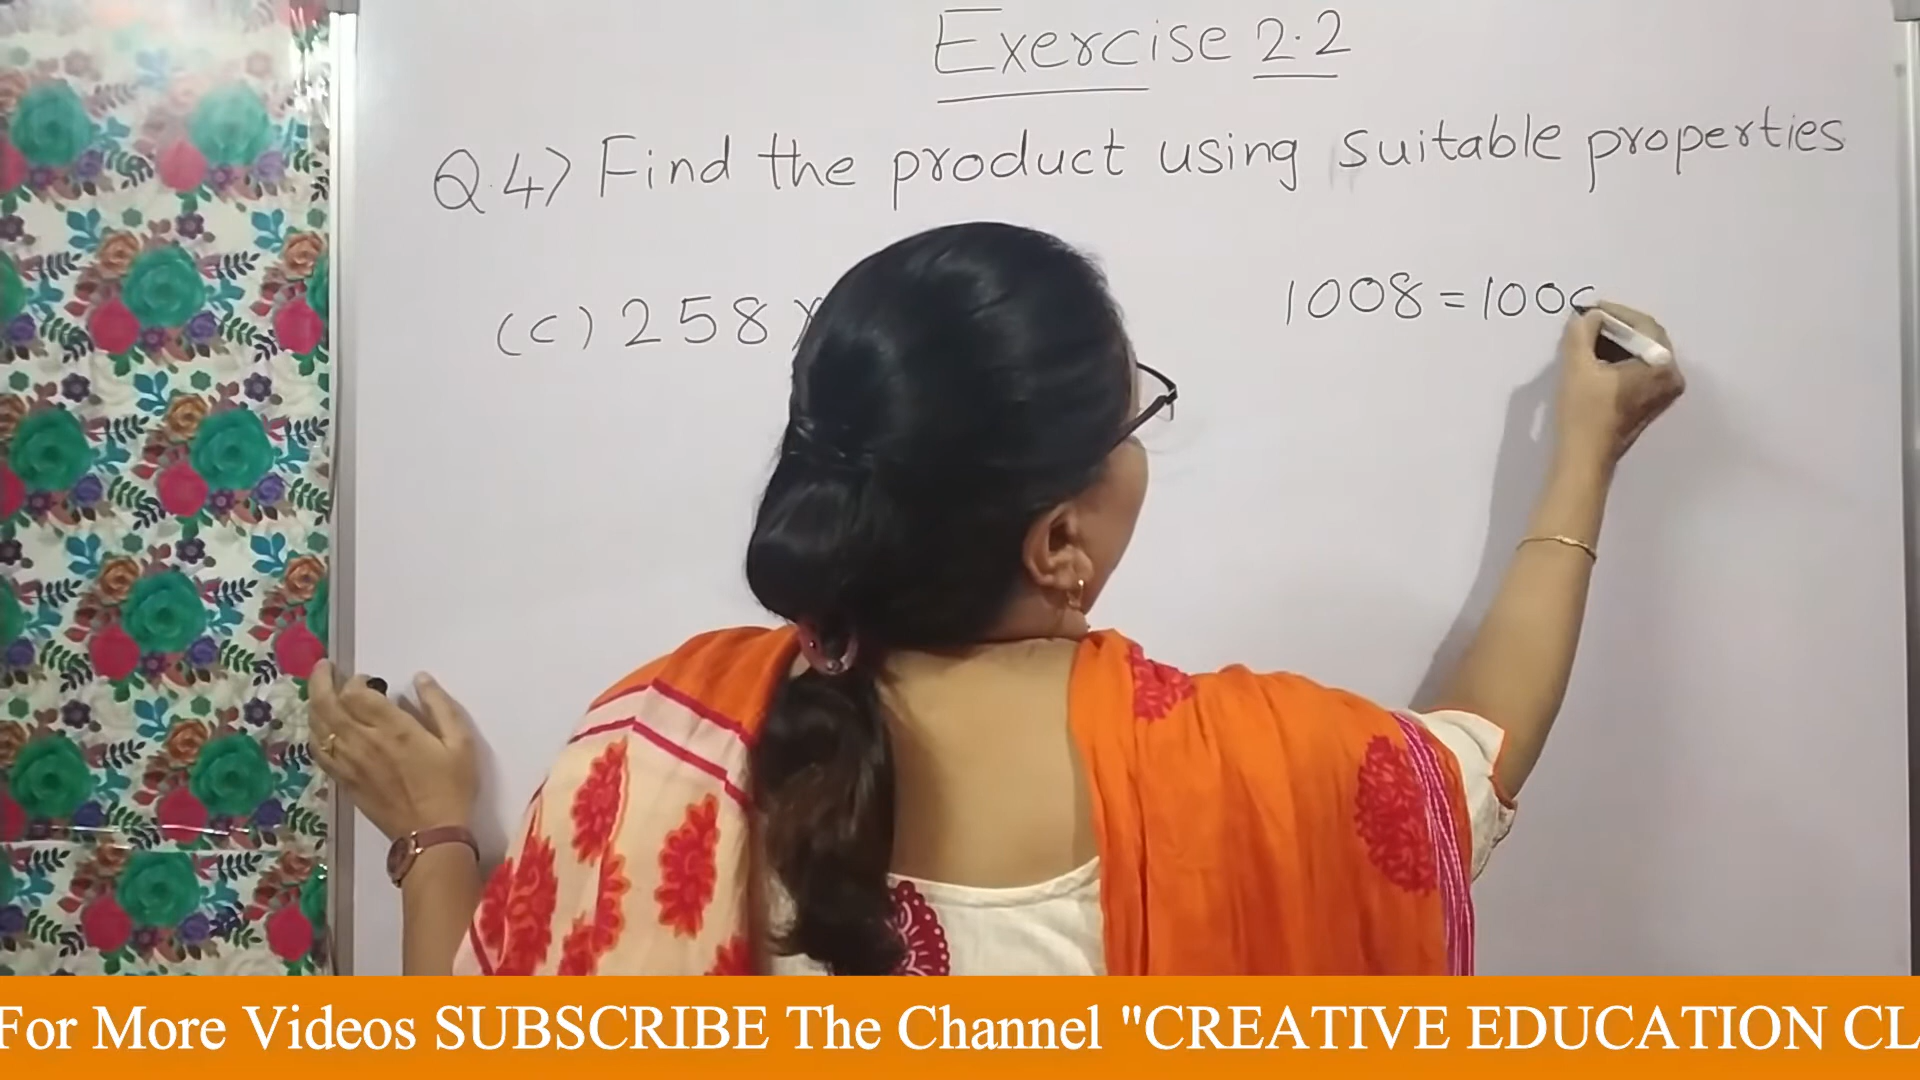 Exercise 2.2
Q.4) Find the product using suitable properties
(C) 258 ×
1008 = 100
For More Videos SUBSCRIBE The Channel "CREATIVE EDUCATION CL